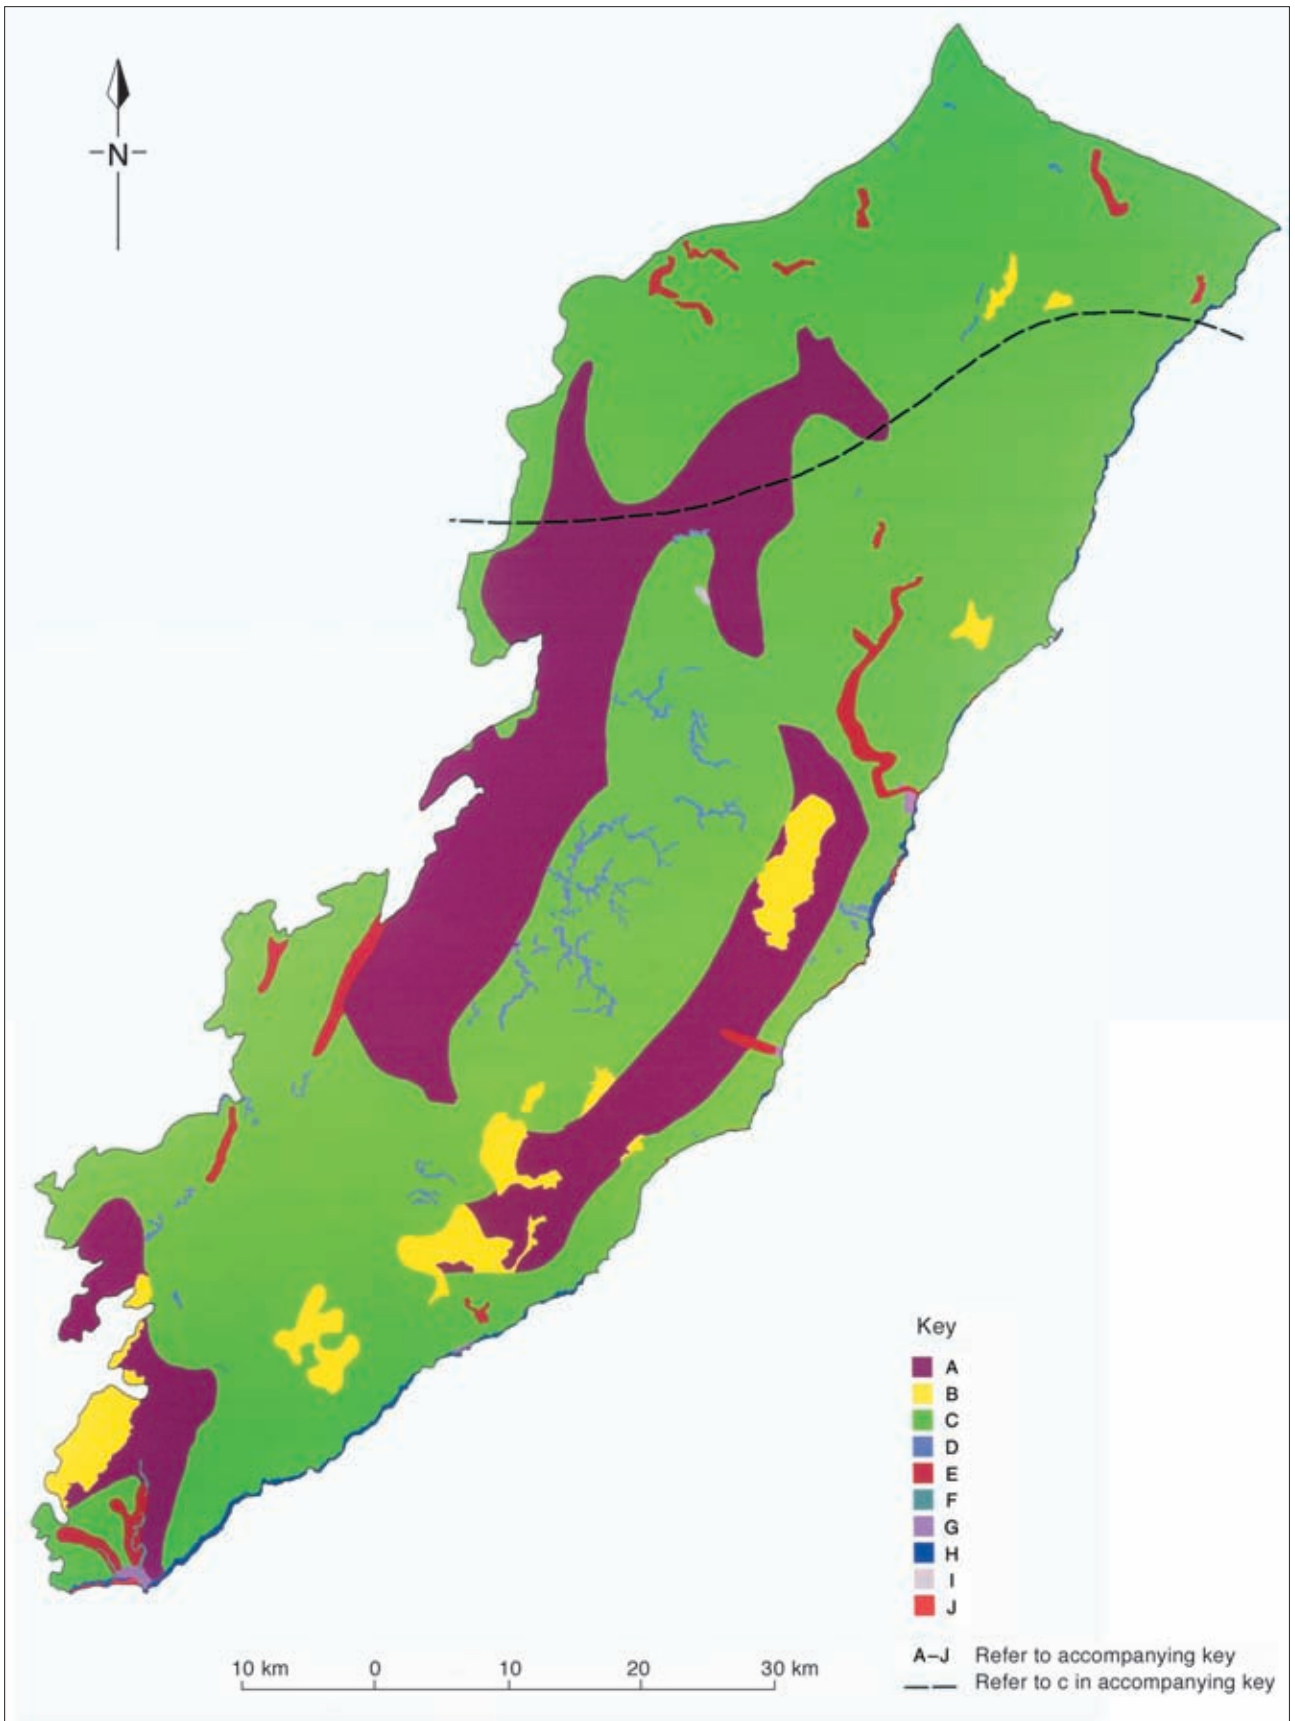 N
Key
A
B
C
D
E
F
G
H
I
J
A–J Refer to accompanying key
Refer to c in accompanying key
10 km 0 10 20 30 km